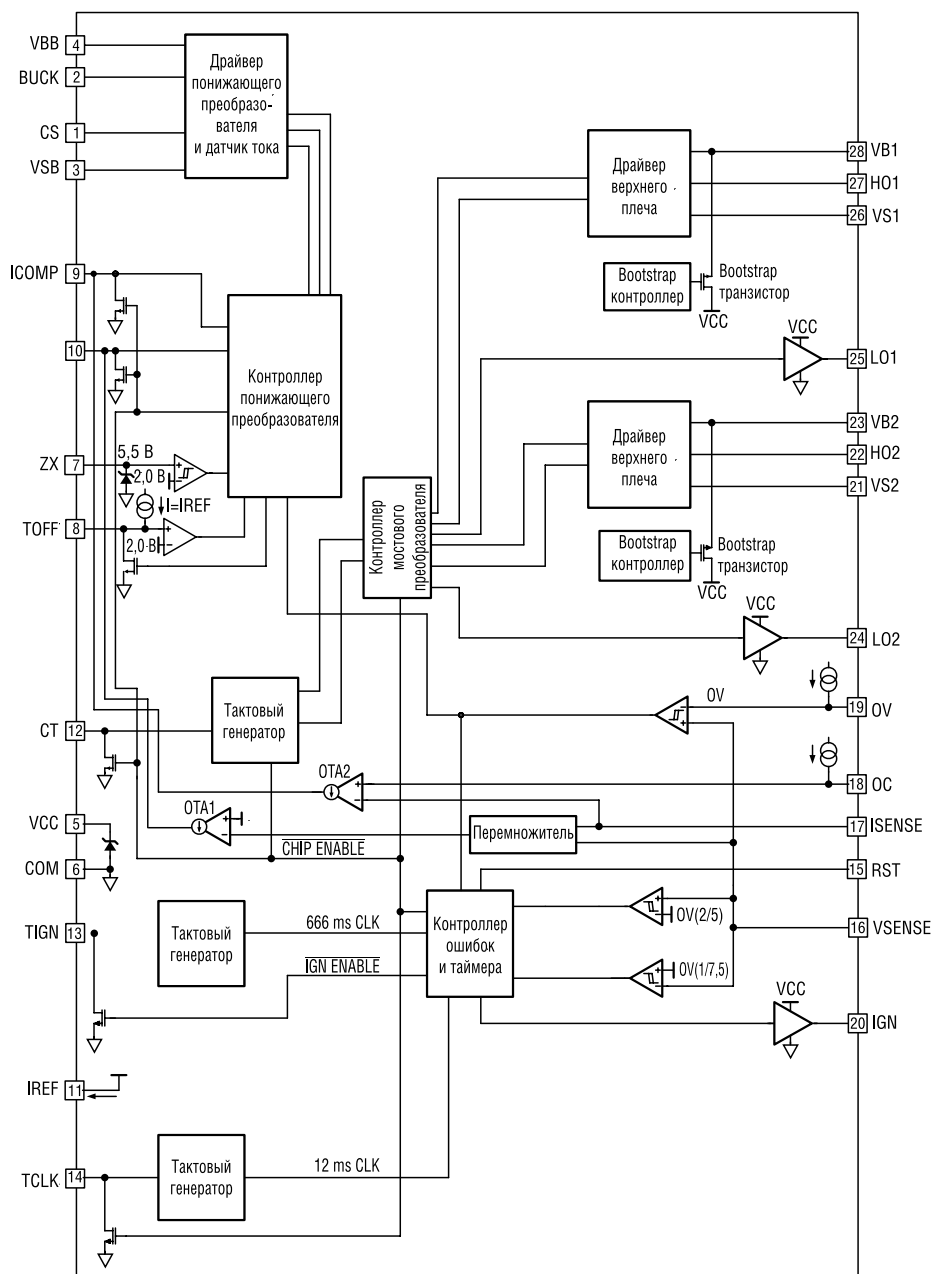 VBB 4
BUCK 2
CS 1
VSB 3
Драйвер
понижающего
преобразо-
вателя
и датчик тока
ICOMP 9
10
ZX 7
TOFF 8
5,5 В
2,0 В
I=IREF
2,0 В
Контроллер
понижающего
преобразователя
Контроллер
мостового
преобразователя
Драйвер
верхнего
плеча
28 VB1
27 HO1
26 VS1
Bootstrap
контроллер
Bootstrap
транзистор
VCC
VCC
25 LO1
Драйвер
верхнего
плеча
23 VB2
22 HO2
21 VS2
Bootstrap
контроллер
Bootstrap
транзистор
VCC
VCC
24 LO2
CT 12
Тактовый
генератор
OV
19 OV
18 OC
OTA2
OTA1
VCC 5
COM 6
CHIP ENABLE
Перемножитель
17 ISENSE
15 RST
16 VSENSE
TIGN 13
Тактовый
генератор
666 ms CLK
IGN ENABLE
Контроллер
ошибок
и таймера
OV(2/5)
OV(1/7,5)
VCC
20 IGN
IREF 11
TCLK 14
Тактовый
генератор
12 ms CLK